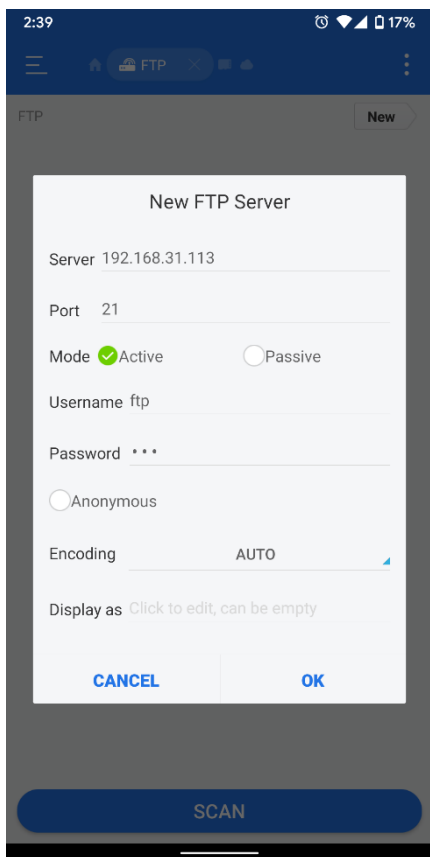 2:39 17%
FTP
FTP New
New FTP Server
Server 192.168.31.113
Port 21
Mode Active Passive
Username ftp
Password •••
Anonymous
Encoding AUTO
Display as Click to edit, can be empty
CANCEL OK
SCAN